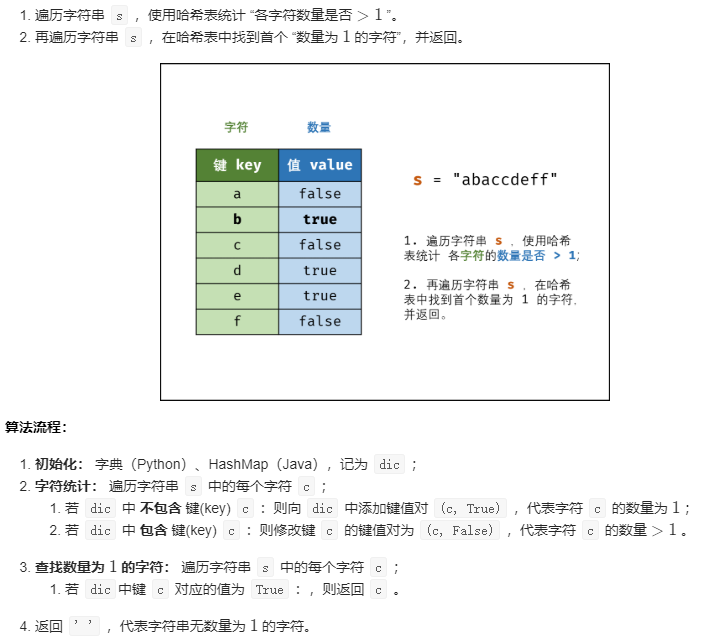 1. 遍历字符串 s ，使用哈希表统计 “各字符数量是否 > 1 ”。
2. 再遍历字符串 s ，在哈希表中找到首个 “数量为 1 的字符”，并返回。
字符 数量
键 key 值 value
a false
b true
c false
d true
e true
f false
s = "abaccdeff"
1. 遍历字符串 s ，使用哈希
表统计 各字符的数量是否 > 1；
2. 再遍历字符串 s ，在哈希
表中找到首个数量为 1 的字符，
并返回。
算法流程：
1. 初始化： 字典（Python）、HashMap（Java），记为 dic ；
2. 字符统计： 遍历字符串 s 中的每个字符 c ；
1. 若 dic 中 不包含 键(key) c ：则向 dic 中添加键值对 (c, True) ，代表字符 c 的数量为 1 ；
2. 若 dic 中 包含 键(key) c ：则修改键 c 的键值对为 (c, False) ，代表字符 c 的数量 > 1 。
3. 查找数量为 1 的字符： 遍历字符串 s 中的每个字符 c ；
1. 若 dic中键 c 对应的值为 True ：，则返回 c 。
4. 返回 ' ' ，代表字符串无数量为 1 的字符。